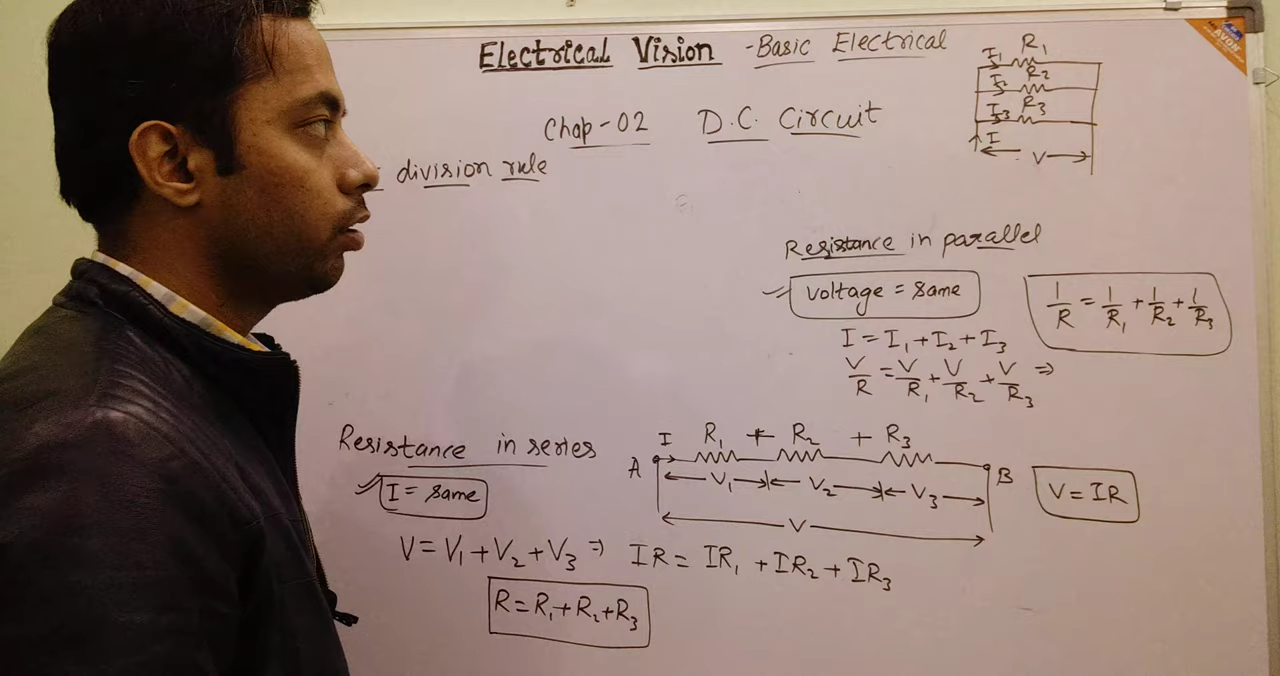 Electrical Vision - Basic Electrical
Chap-02 D.C. Circuit
division rule
R₁
I₁
R₂
I₂
R₃
I₃
I
V
Resistance in parallel
Voltage = same
1/R = 1/R₁ + 1/R₂ + 1/R₃
I = I₁ + I₂ + I₃
V/R = V/R₁ + V/R₂ + V/R₃ ⇒
Resistance in series
I = same
I R₁ + R₂ + R₃
A B
V₁ V₂ V₃
V
V = IR
V = V₁ + V₂ + V₃ ⇒ IR = IR₁ + IR₂ + IR₃
R = R₁ + R₂ + R₃